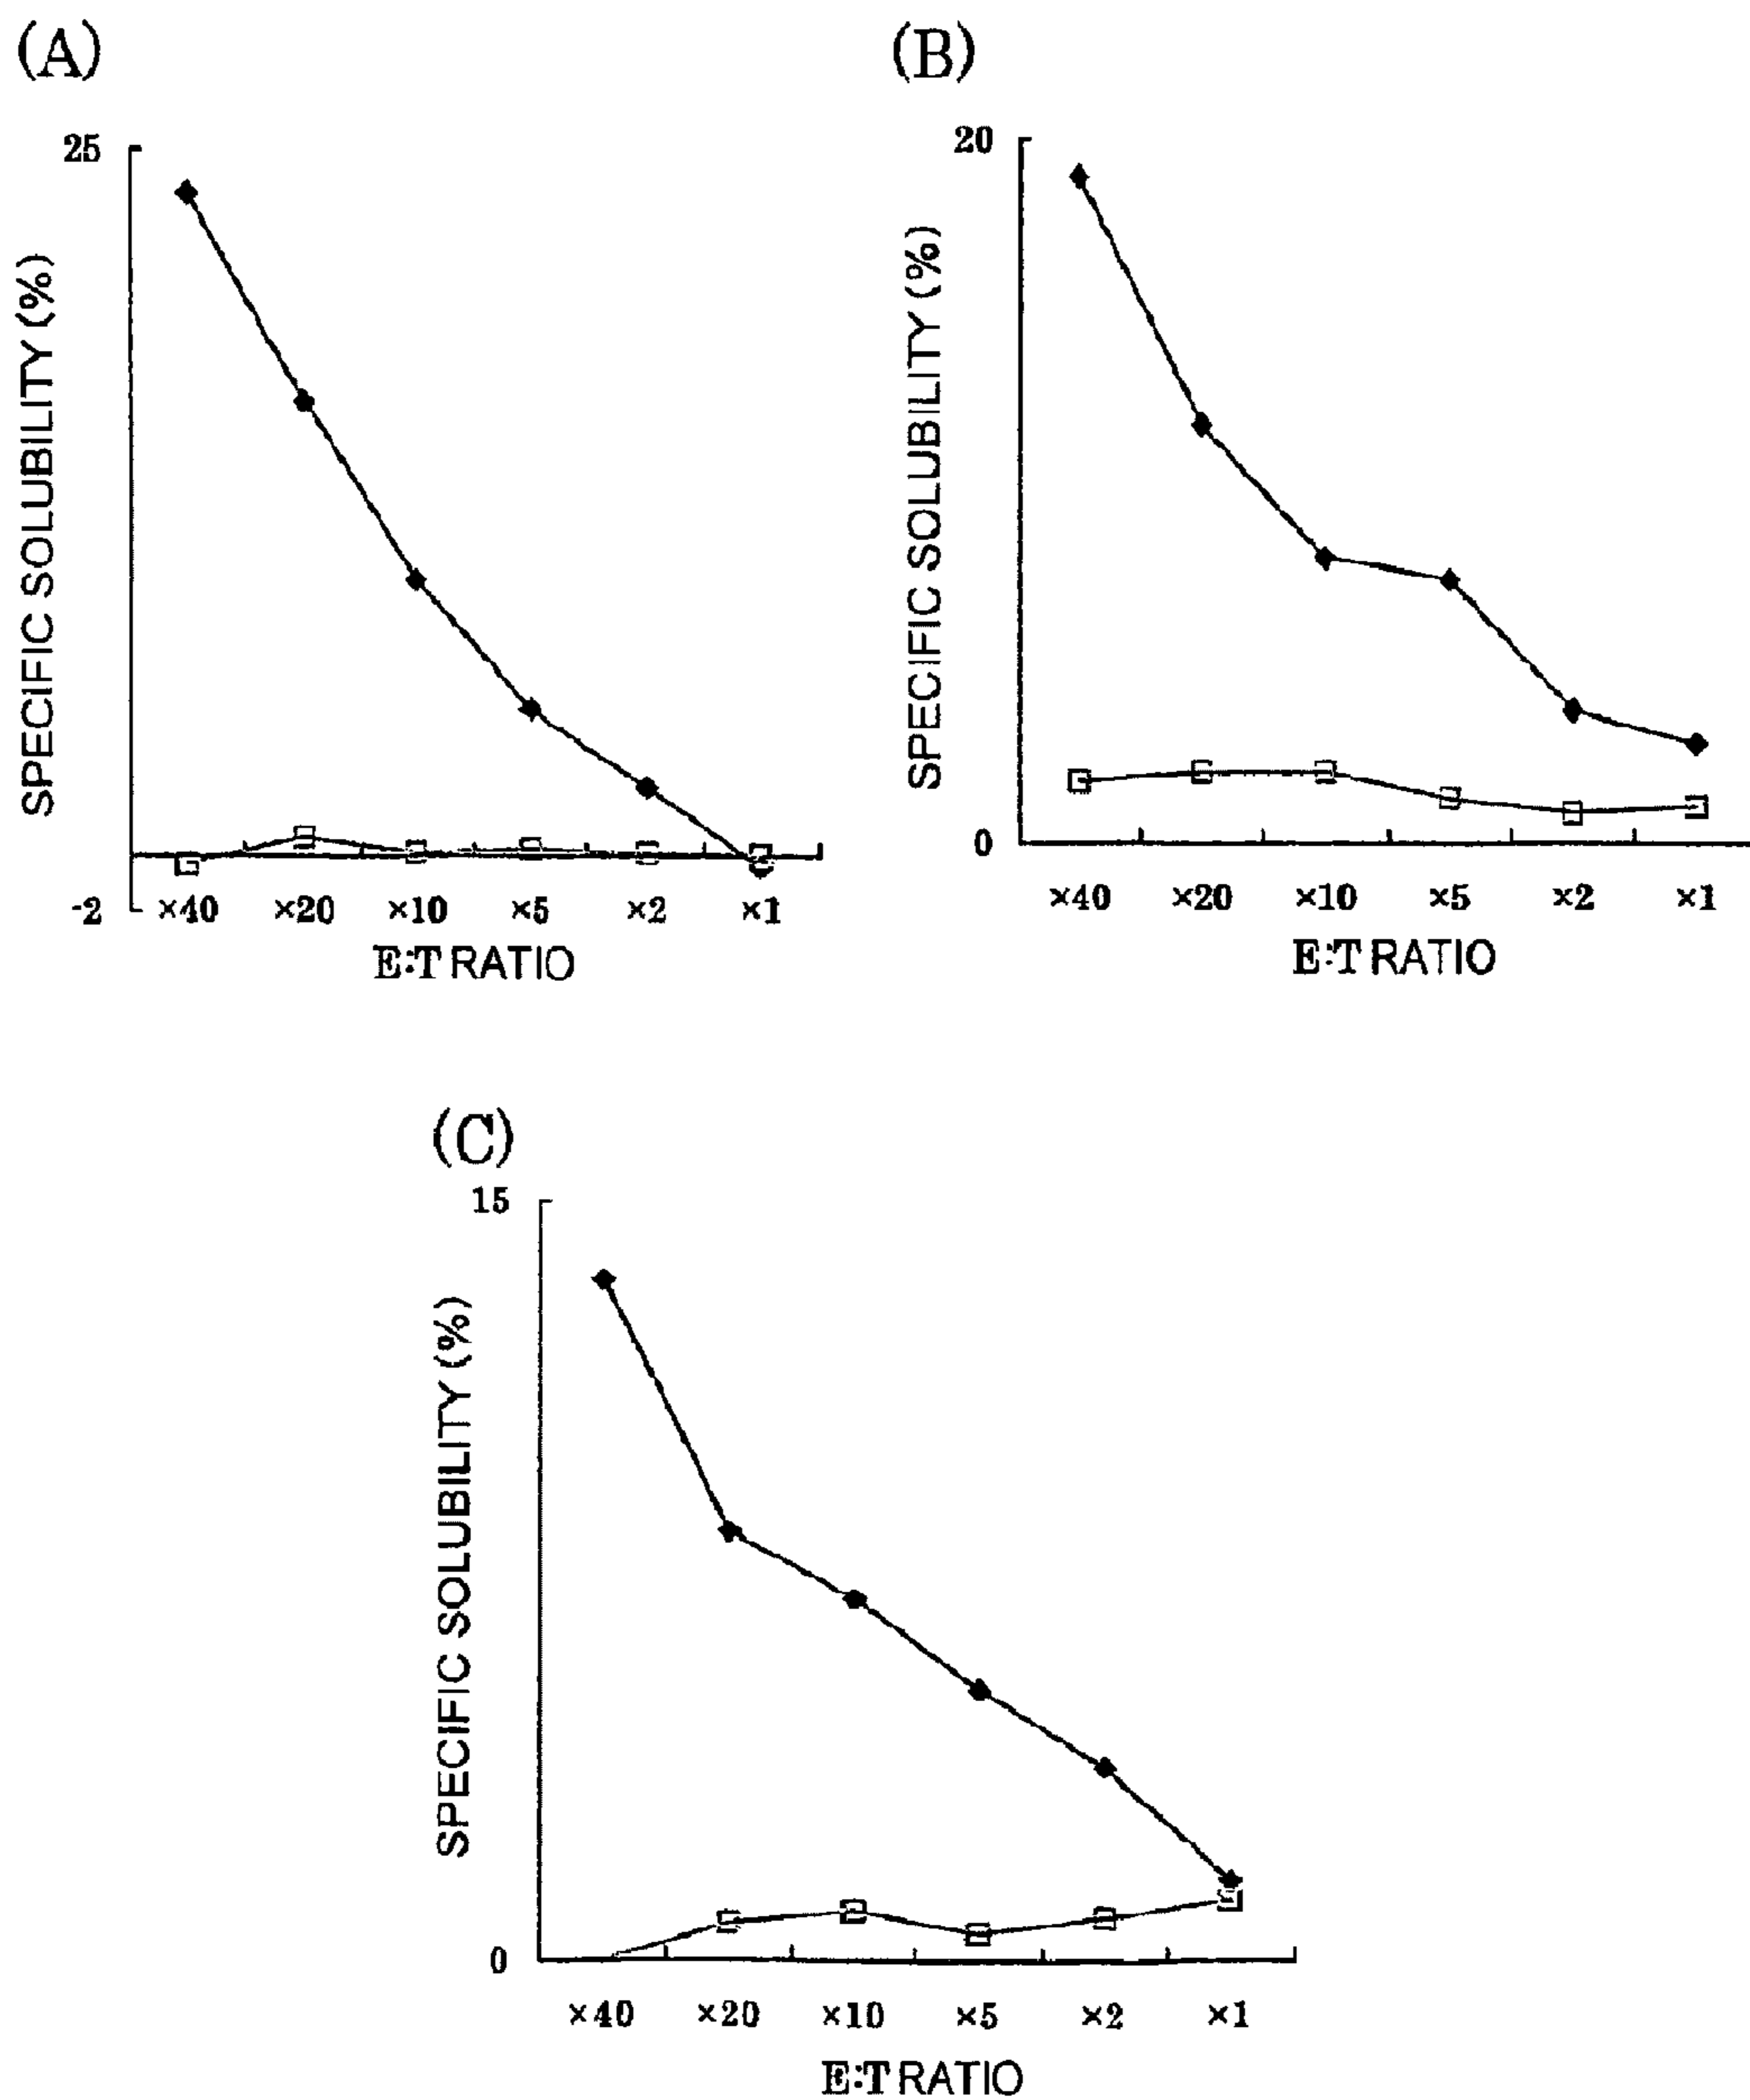 (A)
25
SPECIFIC SOLUBILITY (%)
-2
×40 ×20 ×10 ×5 ×2 ×1
E:T RATIO
(B)
20
SPECIFIC SOLUBILITY (%)
0
×40 ×20 ×10 ×5 ×2 ×1
E:T RATIO
(C)
15
SPECIFIC SOLUBILITY (%)
0
×40 ×20 ×10 ×5 ×2 ×1
E:T RATIO